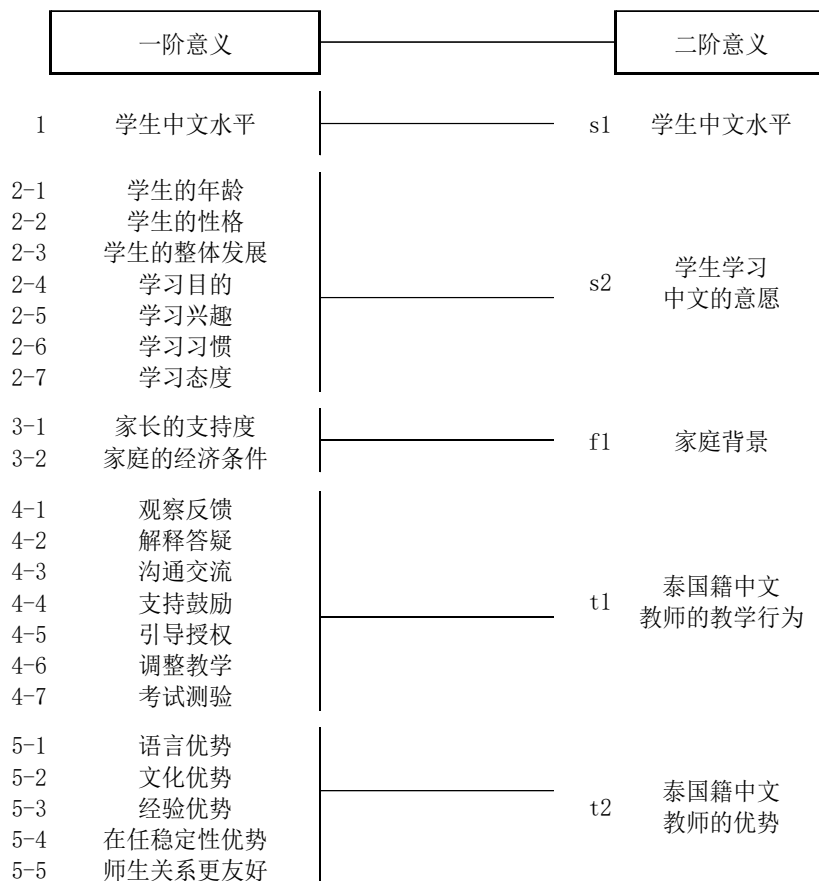 一阶意义 二阶意义
1 学生中文水平 s1 学生中文水平
2-1 学生的年龄
2-2 学生的性格
2-3 学生的整体发展
2-4 学习目的
2-5 学习兴趣
2-6 学习习惯
2-7 学习态度
s2 学生学习
中文的意愿
3-1 家长的支持度
3-2 家庭的经济条件
f1 家庭背景
4-1 观察反馈
4-2 解释答疑
4-3 沟通交流
4-4 支持鼓励
4-5 引导授权
4-6 调整教学
4-7 考试测验
t1 泰国籍中文
教师的教学行为
5-1 语言优势
5-2 文化优势
5-3 经验优势
5-4 在任稳定性优势
5-5 师生关系更友好
t2 泰国籍中文
教师的优势